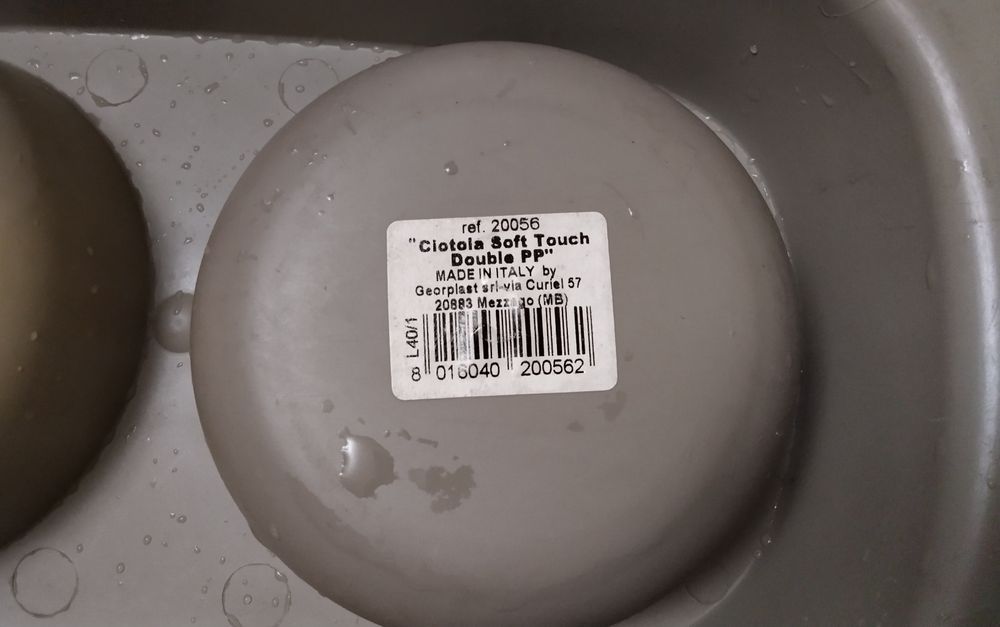 ref. 20056
"Ciotola Soft Touch
Double PP"
MADE IN ITALY by
Georplast srl-via Curiel 57
20883 Mezzago (MB)
L40/1
8 016040 200562